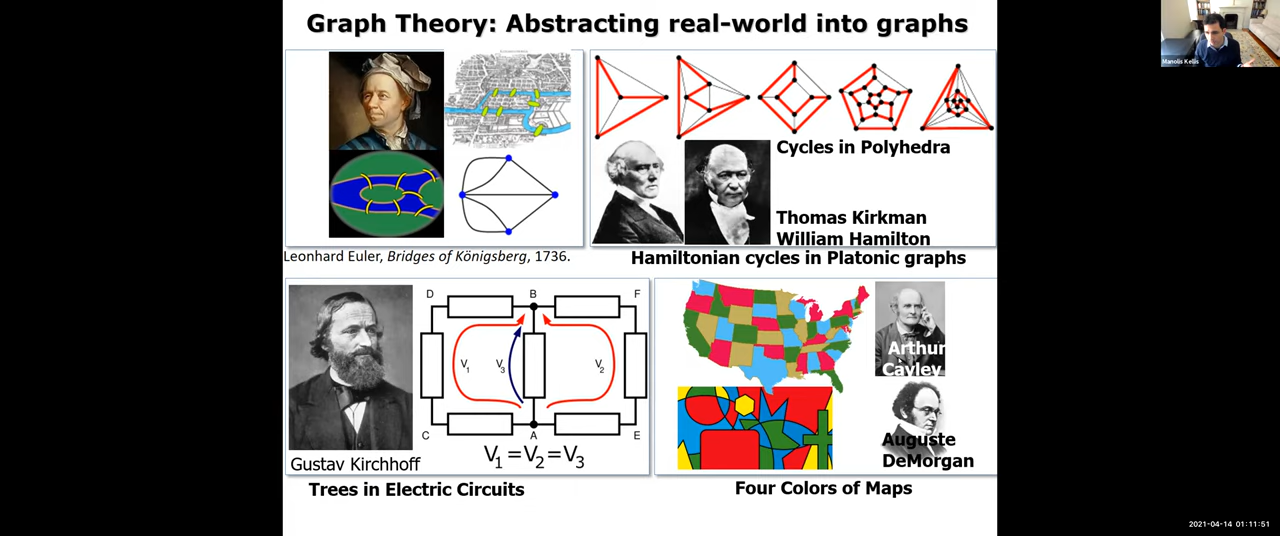 Graph Theory: Abstracting real-world into graphs
Manolis Kellis
Cycles in Polyhedra
Thomas Kirkman
William Hamilton
Leonhard Euler, Bridges of Königsberg, 1736.
Hamiltonian cycles in Platonic graphs
D B F
V1 V3 V2
C A E
V1 =V2 =V3
Gustav Kirchhoff
Trees in Electric Circuits
Arthur
Cayley
Auguste
DeMorgan
Four Colors of Maps
2021-04-14 01:11:51